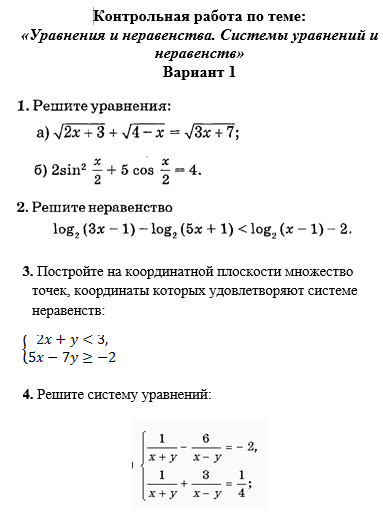 Контрольная работа по теме:
«Уравнения и неравенства. Системы уравнений и
неравенств»
Вариант 1
1. Решите уравнения:
а) √(2x + 3) + √(4 – x) = √(3x + 7);
б) 2sin² x/2 + 5 cos x/2 = 4.
2. Решите неравенство
log₂ (3x – 1) – log₂ (5x + 1) < log₂ (x – 1) – 2.
3. Постройте на координатной плоскости множество
точек, координаты которых удовлетворяют системе
неравенств:
{ 2x + y < 3,
{ 5x − 7y ≥ −2
4. Решите систему уравнений:
{ 1/(x + y) – 6/(x – y) = – 2,
{ 1/(x + y) + 3/(x – y) = 1/4;